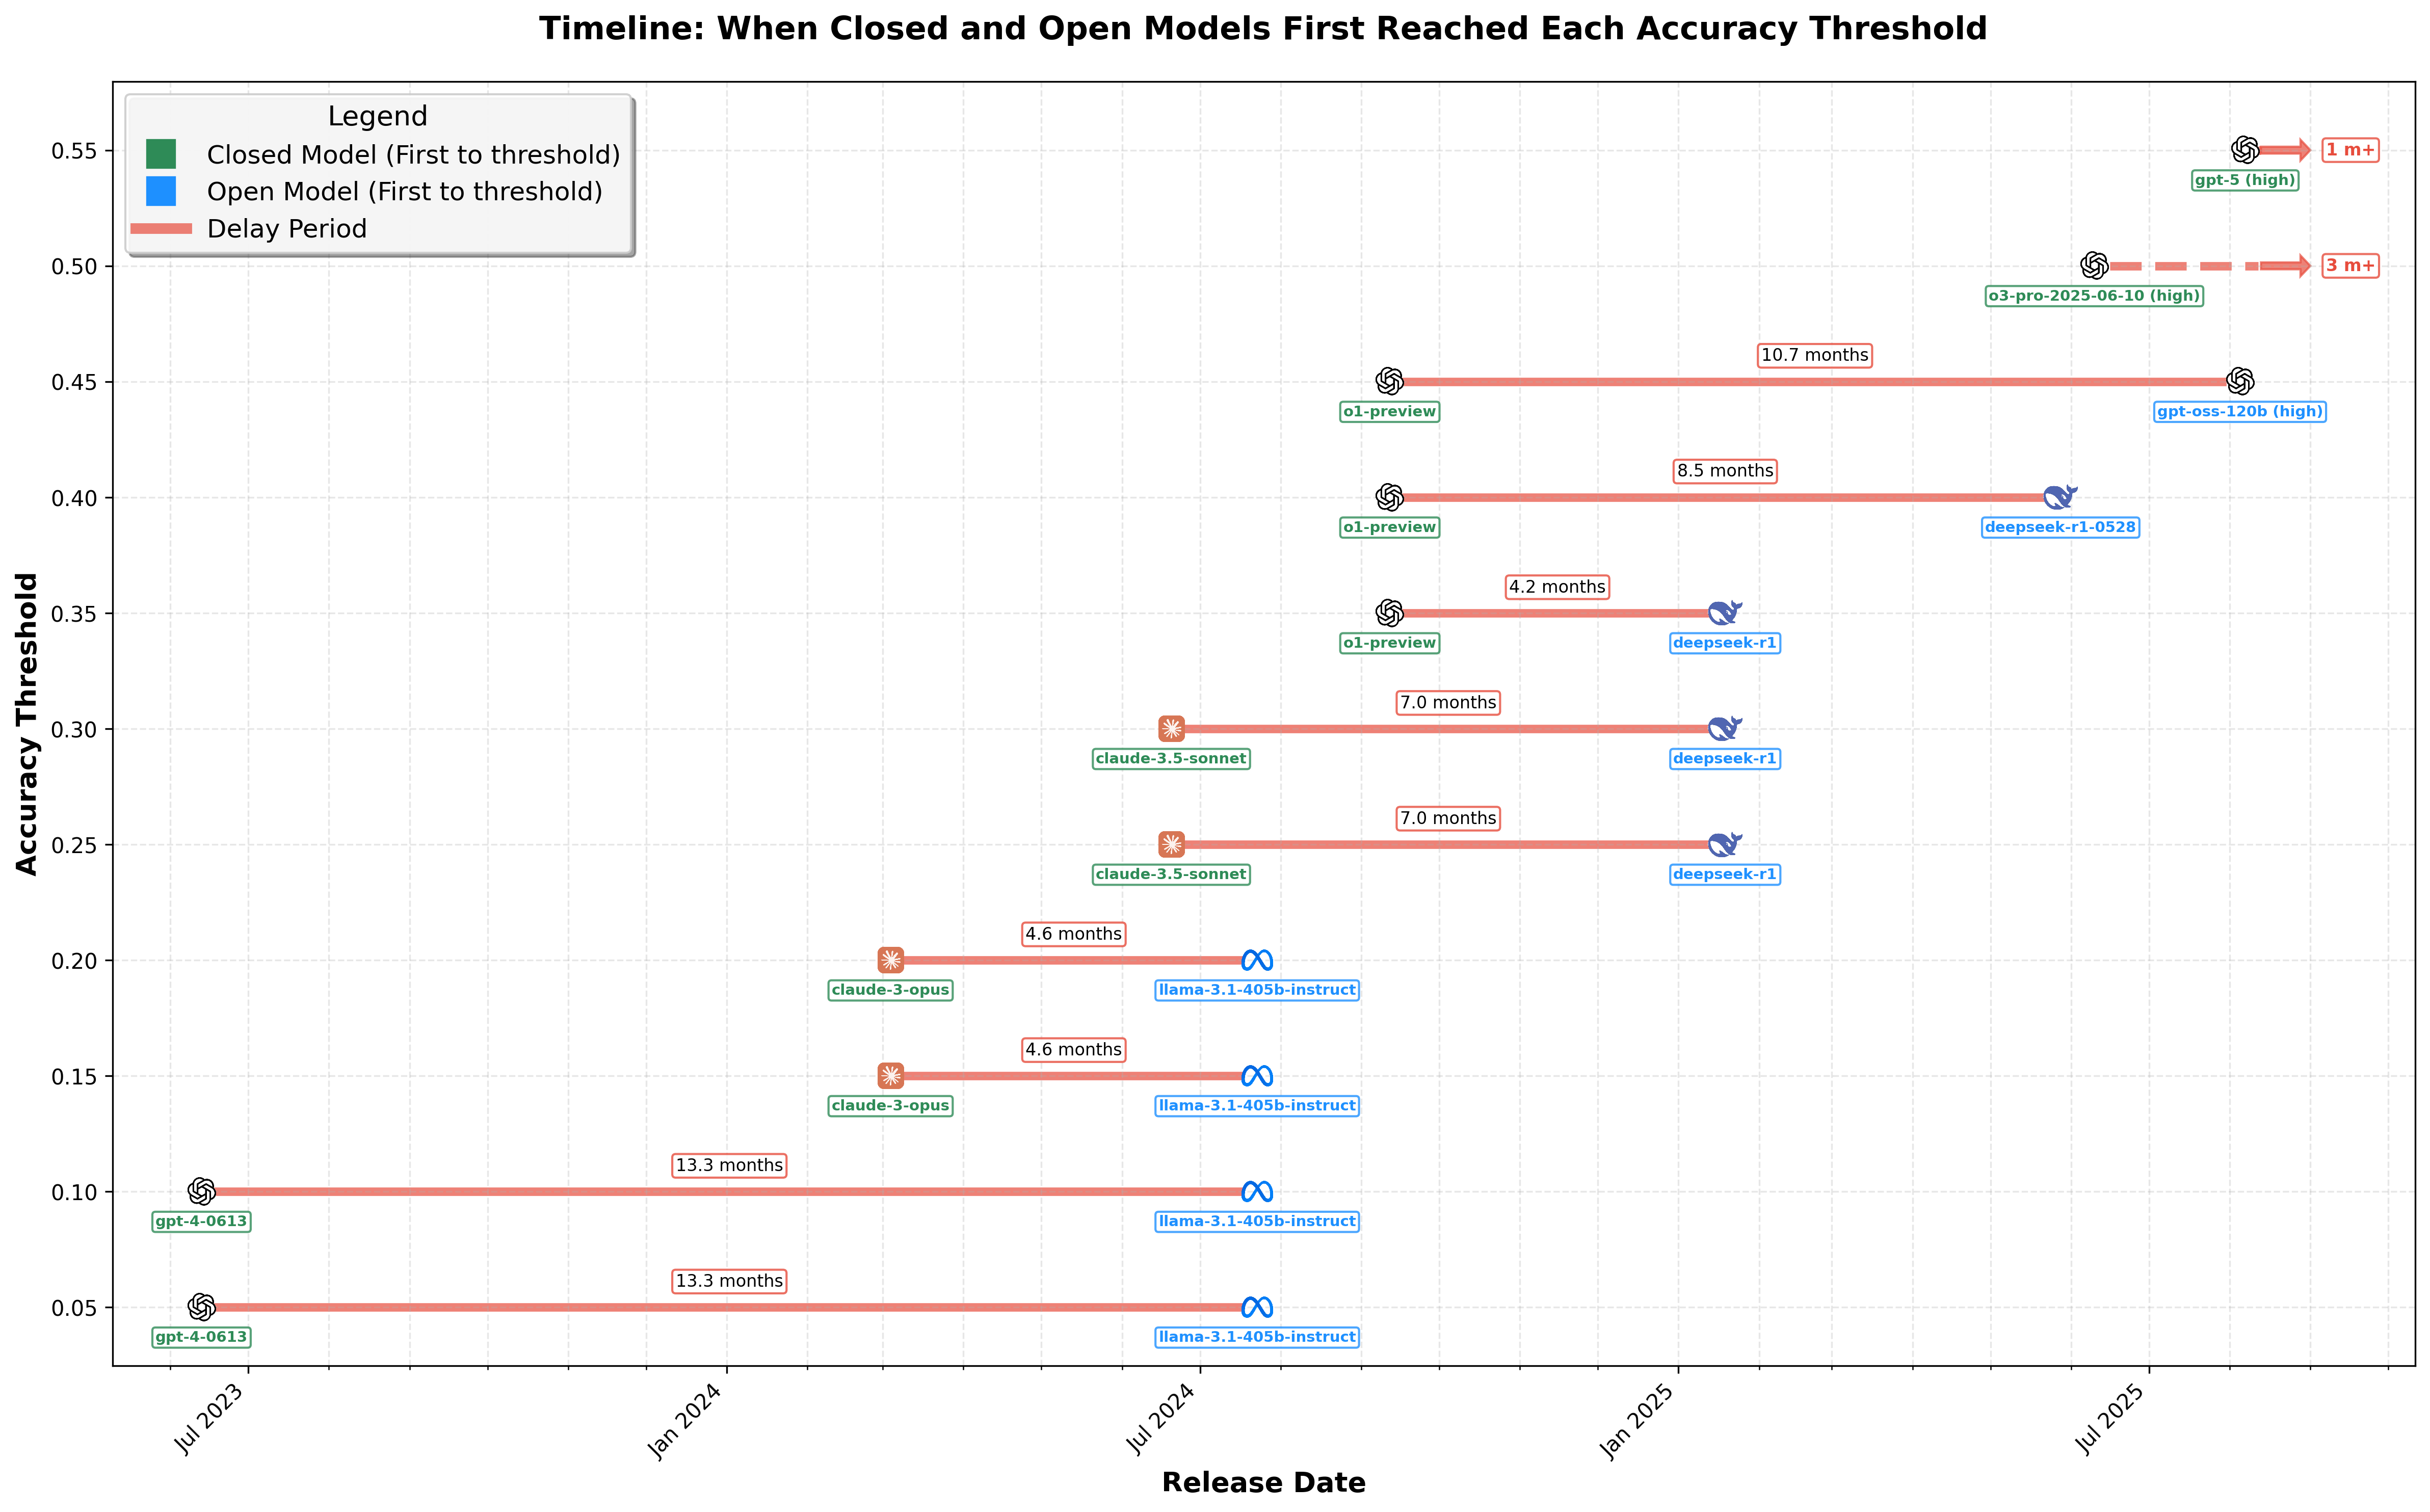 Timeline: When Closed and Open Models First Reached Each Accuracy Threshold
Legend
Closed Model (First to threshold)
Open Model (First to threshold)
Delay Period
Accuracy Threshold
0.55
gpt-5 (high)
1 m+
0.50
o3-pro-2025-06-10 (high)
3 m+
0.45
10.7 months
o1-preview
gpt-oss-120b (high)
0.40
8.5 months
o1-preview
deepseek-r1-0528
0.35
4.2 months
o1-preview
deepseek-r1
0.30
7.0 months
claude-3.5-sonnet
deepseek-r1
0.25
7.0 months
claude-3.5-sonnet
deepseek-r1
0.20
4.6 months
claude-3-opus
llama-3.1-405b-instruct
0.15
4.6 months
claude-3-opus
llama-3.1-405b-instruct
0.10
13.3 months
gpt-4-0613
llama-3.1-405b-instruct
0.05
13.3 months
gpt-4-0613
llama-3.1-405b-instruct
Jul 2023
Jan 2024
Jul 2024
Jan 2025
Jul 2025
Release Date